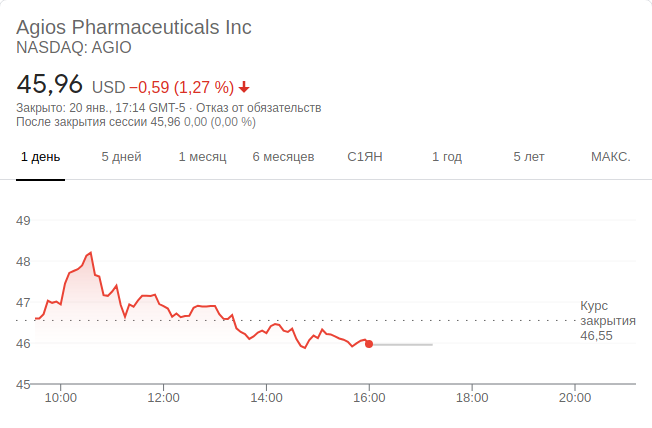 Agios Pharmaceuticals Inc
NASDAQ: AGIO
45,96 USD −0,59 (1,27 %)
Закрыто: 20 янв., 17:14 GMT-5 · Отказ от обязательств
После закрытия сессии 45,96 0,00 (0,00 %)
1 день 5 дней 1 месяц 6 месяцев С1ЯН 1 год 5 лет МАКС.
49
48
47
46
45
Курс
закрытия
46,55
10:00 12:00 14:00 16:00 18:00 20:00